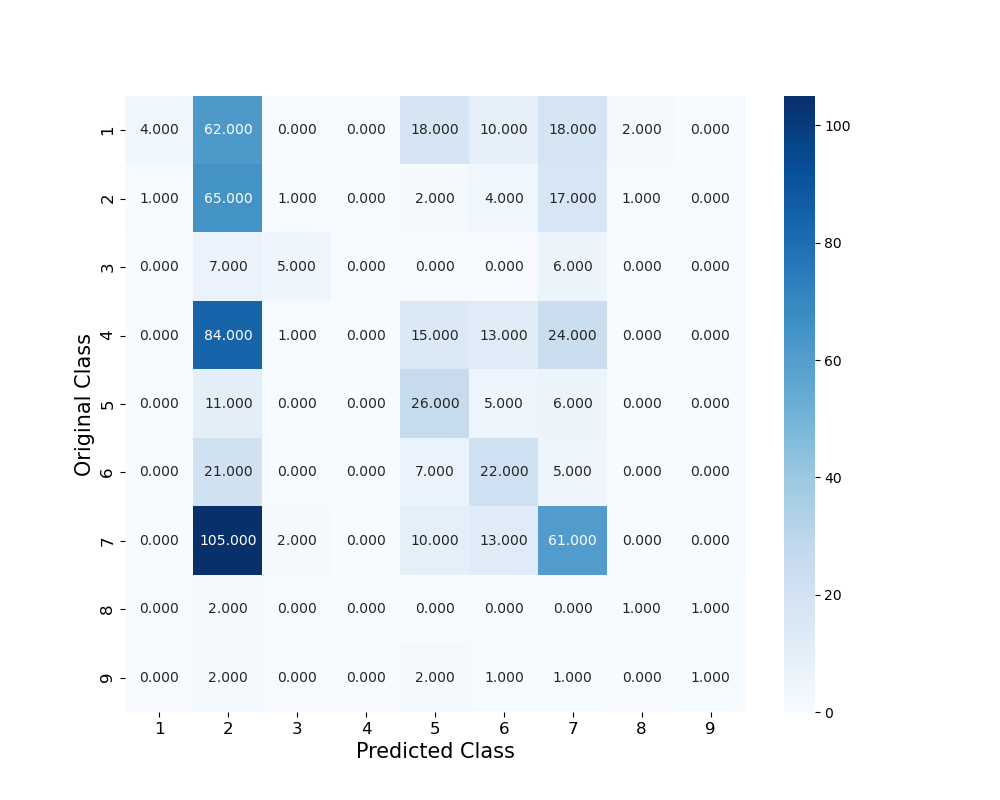 1 4.000 62.000 0.000 0.000 18.000 10.000 18.000 2.000 0.000 100
2 1.000 65.000 1.000 0.000 2.000 4.000 17.000 1.000 0.000 80
3 0.000 7.000 5.000 0.000 0.000 0.000 6.000 0.000 0.000
4 0.000 84.000 1.000 0.000 15.000 13.000 24.000 0.000 0.000 60
Original Class
5 0.000 11.000 0.000 0.000 26.000 5.000 6.000 0.000 0.000
6 0.000 21.000 0.000 0.000 7.000 22.000 5.000 0.000 0.000 40
7 0.000 105.000 2.000 0.000 10.000 13.000 61.000 0.000 0.000
8 0.000 2.000 0.000 0.000 0.000 0.000 0.000 1.000 1.000 20
9 0.000 2.000 0.000 0.000 2.000 1.000 1.000 0.000 1.000
0
1 2 3 4 5 6 7 8 9
Predicted Class